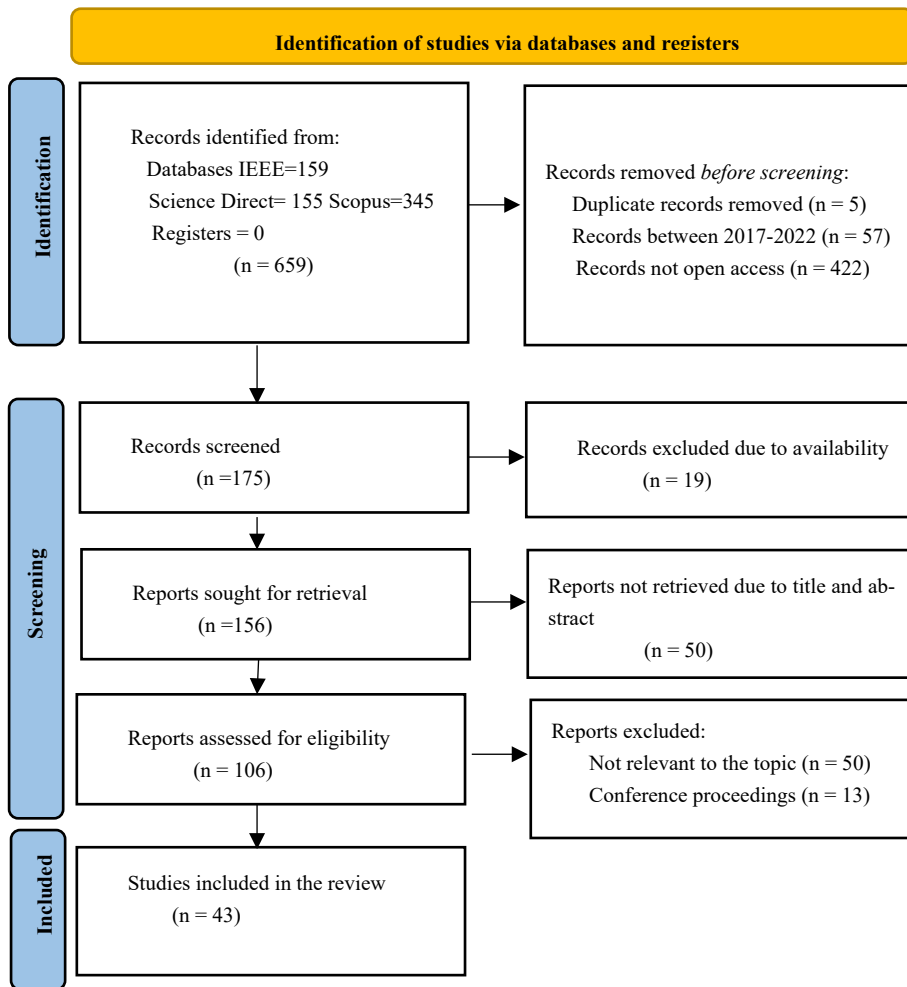 Identification of studies via databases and registers
Identification
Records identified from:
Databases IEEE=159
Science Direct= 155 Scopus=345
Registers = 0
(n = 659)
Records removed before screening:
Duplicate records removed (n = 5)
Records between 2017-2022 (n = 57)
Records not open access (n = 422)
Screening
Records screened
(n =175)
Records excluded due to availability
(n = 19)
Reports sought for retrieval
(n =156)
Reports not retrieved due to title and ab-
stract
(n = 50)
Reports assessed for eligibility
(n = 106)
Reports excluded:
Not relevant to the topic (n = 50)
Conference proceedings (n = 13)
Included
Studies included in the review
(n = 43)